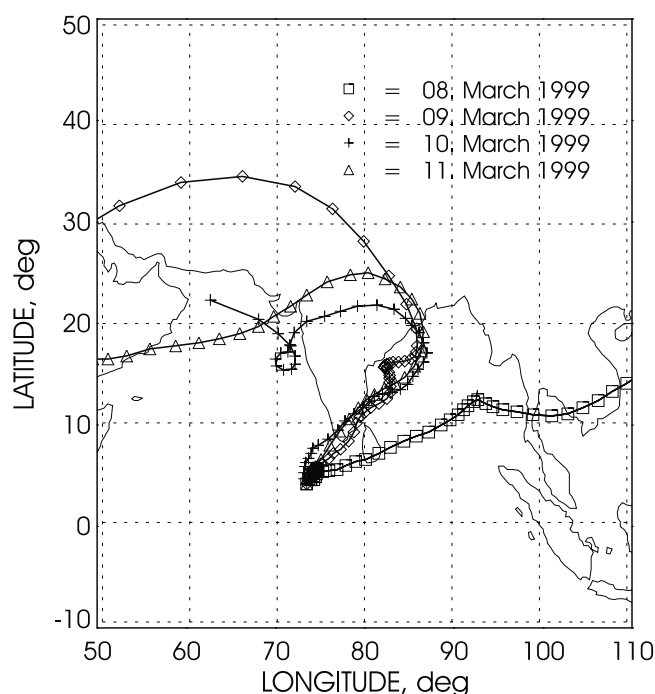 50
40
30
20
10
0
-10
LATITUDE, deg
□ = 08, March 1999
◇ = 09, March 1999
+ = 10, March 1999
△ = 11, March 1999
50 60 70 80 90 100 110
LONGITUDE, deg